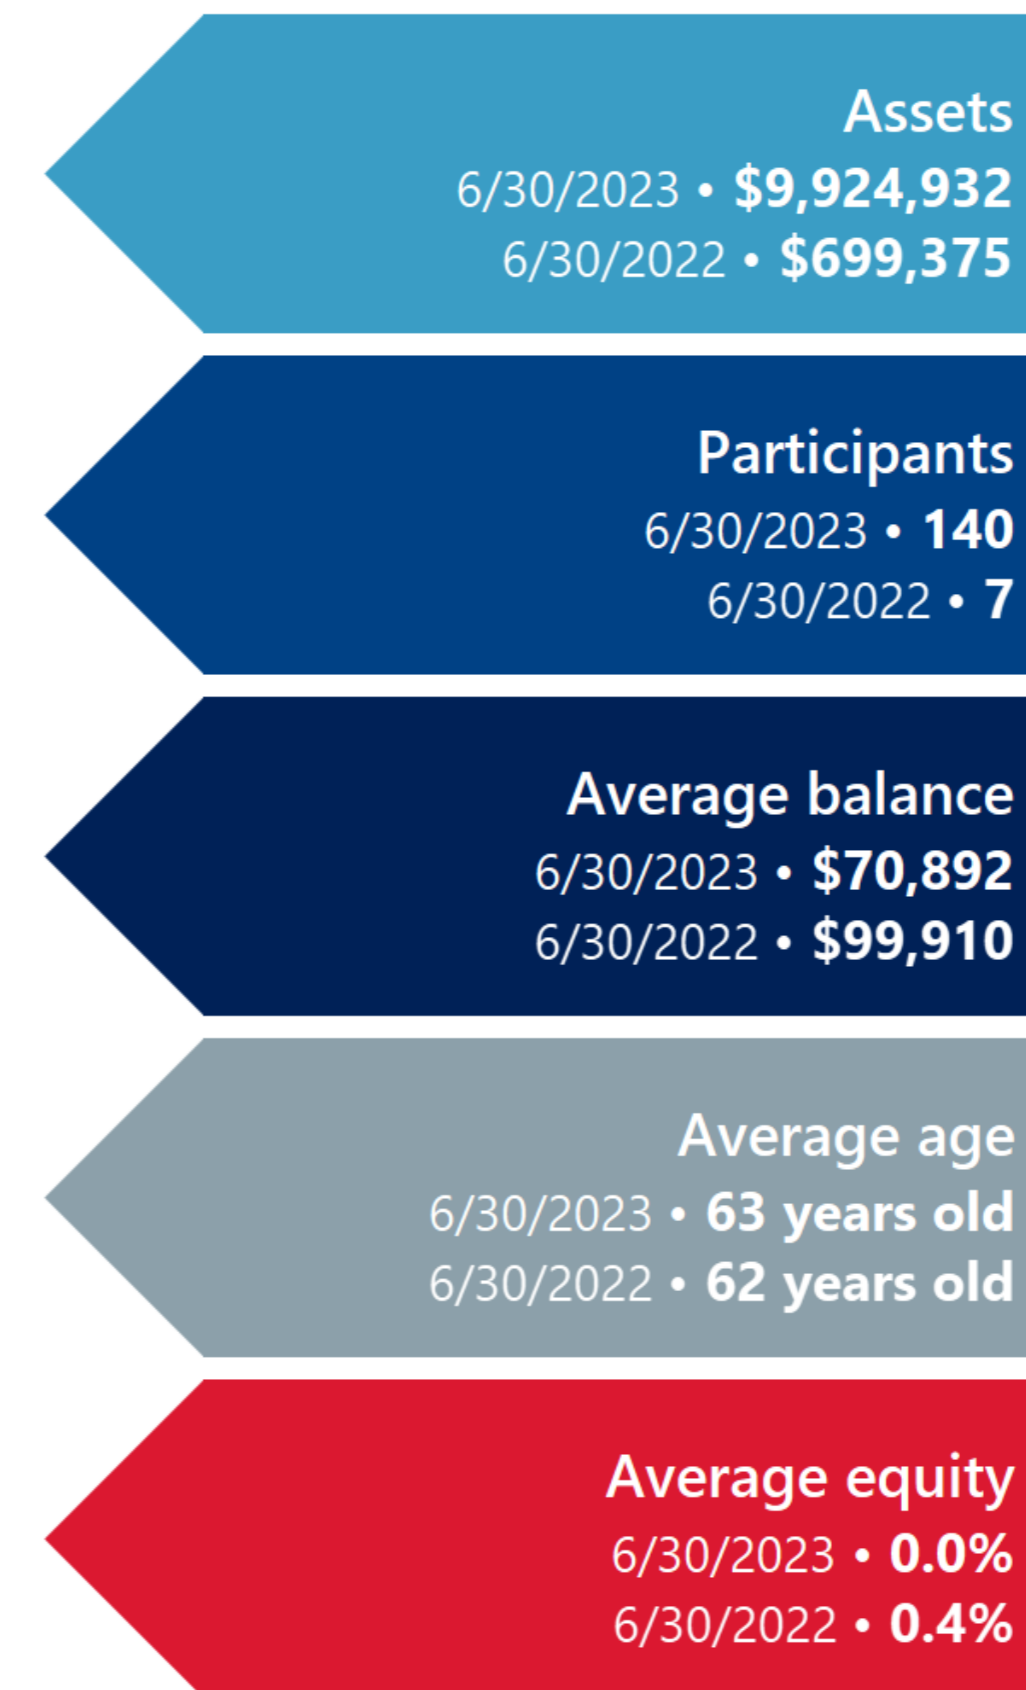 Assets
6/30/2023 • $9,924,932
6/30/2022 • $699,375
Participants
6/30/2023 • 140
6/30/2022 • 7
Average balance
6/30/2023 • $70,892
6/30/2022 • $99,910
Average age
6/30/2023 • 63 years old
6/30/2022 • 62 years old
Average equity
6/30/2023 • 0.0%
6/30/2022 • 0.4%